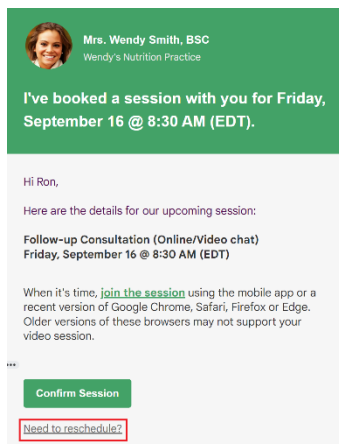 Mrs. Wendy Smith, BSC
Wendy's Nutrition Practice
I've booked a session with you for Friday,
September 16 @ 8:30 AM (EDT).
Hi Ron,
Here are the details for our upcoming session:
Follow-up Consultation (Online/Video chat)
Friday, September 16 @ 8:30 AM (EDT)
When it's time, join the session using the mobile app or a
recent version of Google Chrome, Safari, Firefox or Edge.
Older versions of these browsers may not support your
video session.
...
Confirm Session
Need to reschedule?